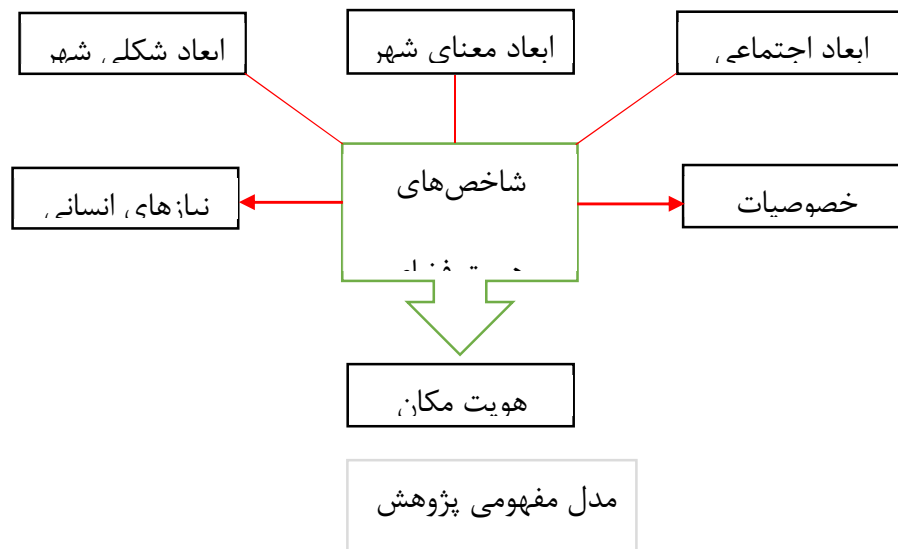 ابعاد اجتماعی
ابعاد معنای شهر
ابعاد شکلی شهر
شاخص‌های
خصوصیات
نیازهای انسانی
هویت مکان
مدل مفهومی پژوهش